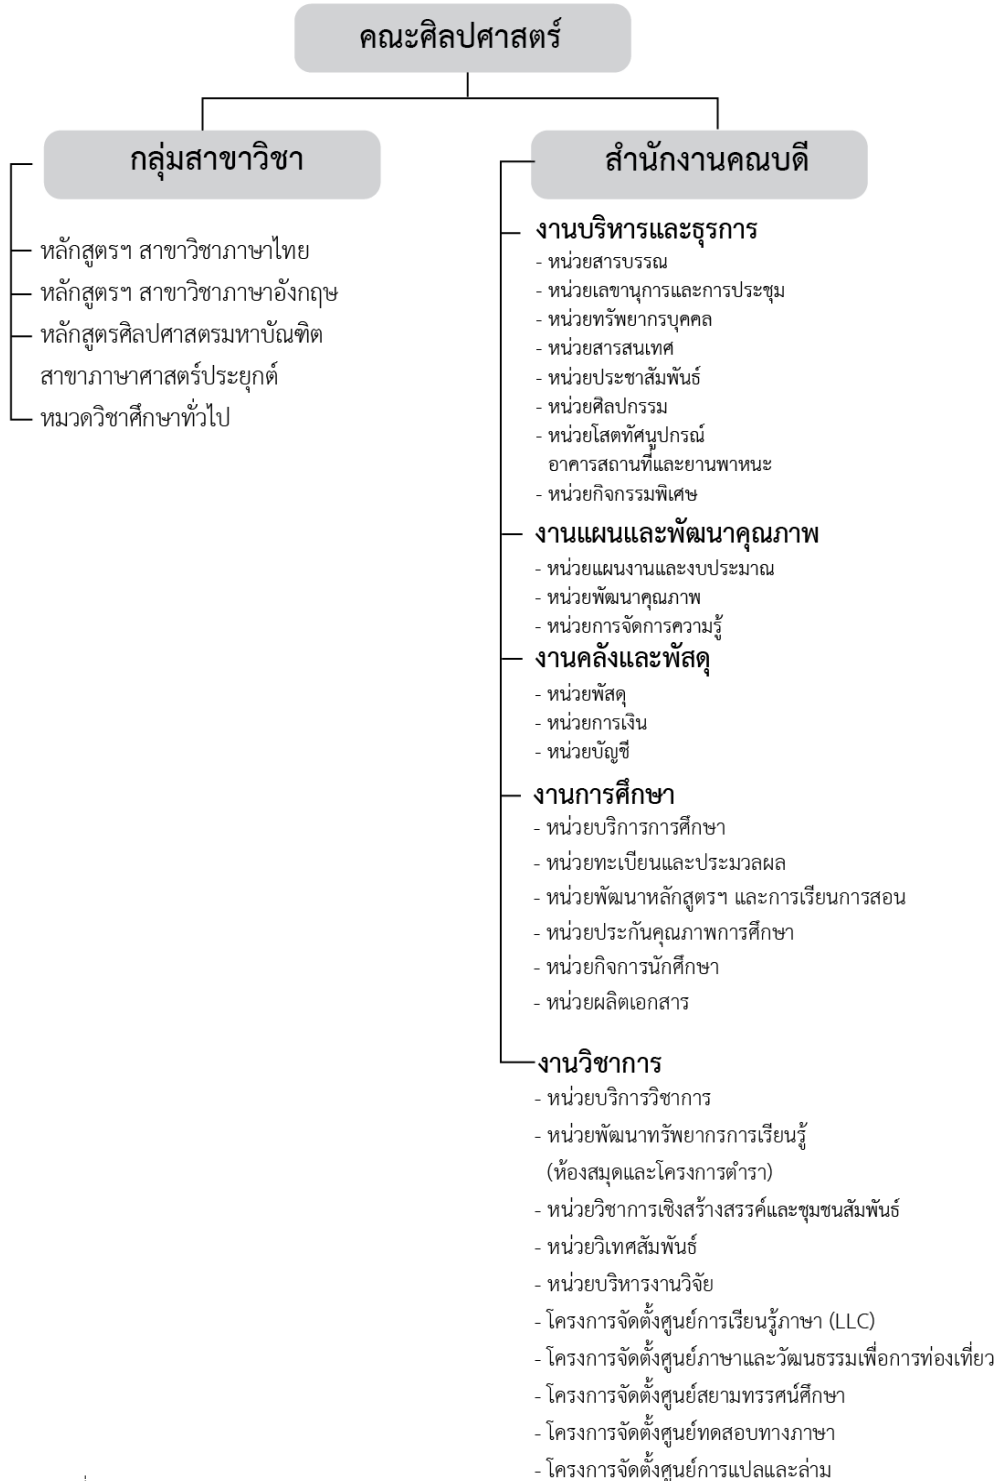 คณะศิลปศาสตร์
กลุ่มสาขาวิชา
หลักสูตรฯ สาขาวิชาภาษาไทย
หลักสูตรฯ สาขาวิชาภาษาอังกฤษ
หลักสูตรศิลปศาสตรมหาบัณฑิต
สาขาภาษาศาสตร์ประยุกต์
หมวดวิชาศึกษาทั่วไป
สำนักงานคณบดี
งานบริหารและธุรการ
- หน่วยสารบรรณ
- หน่วยเลขานุการและการประชุม
- หน่วยทรัพยากรบุคคล
- หน่วยสารสนเทศ
- หน่วยประชาสัมพันธ์
- หน่วยศิลปกรรม
- หน่วยโสตทัศนูปกรณ์
อาคารสถานที่และยานพาหนะ
- หน่วยกิจกรรมพิเศษ
งานแผนและพัฒนาคุณภาพ
- หน่วยแผนงานและงบประมาณ
- หน่วยพัฒนาคุณภาพ
- หน่วยการจัดการความรู้
งานคลังและพัสดุ
- หน่วยพัสดุ
- หน่วยการเงิน
- หน่วยบัญชี
งานการศึกษา
- หน่วยบริการการศึกษา
- หน่วยทะเบียนและประมวลผล
- หน่วยพัฒนาหลักสูตรฯ และการเรียนการสอน
- หน่วยประกันคุณภาพการศึกษา
- หน่วยกิจการนักศึกษา
- หน่วยผลิตเอกสาร
งานวิชาการ
- หน่วยบริการวิชาการ
- หน่วยพัฒนาทรัพยากรการเรียนรู้
(ห้องสมุดและโครงการตำรา)
- หน่วยวิชาการเชิงสร้างสรรค์และชุมชนสัมพันธ์
- หน่วยวิเทศสัมพันธ์
- หน่วยบริหารงานวิจัย
- โครงการจัดตั้งศูนย์การเรียนรู้ภาษา (LLC)
- โครงการจัดตั้งศูนย์ภาษาและวัฒนธรรมเพื่อการท่องเที่ยว
- โครงการจัดตั้งศูนย์สยามทรรศน์ศึกษา
- โครงการจัดตั้งศูนย์ทดสอบทางภาษา
- โครงการจัดตั้งศูนย์การแปลและล่าม